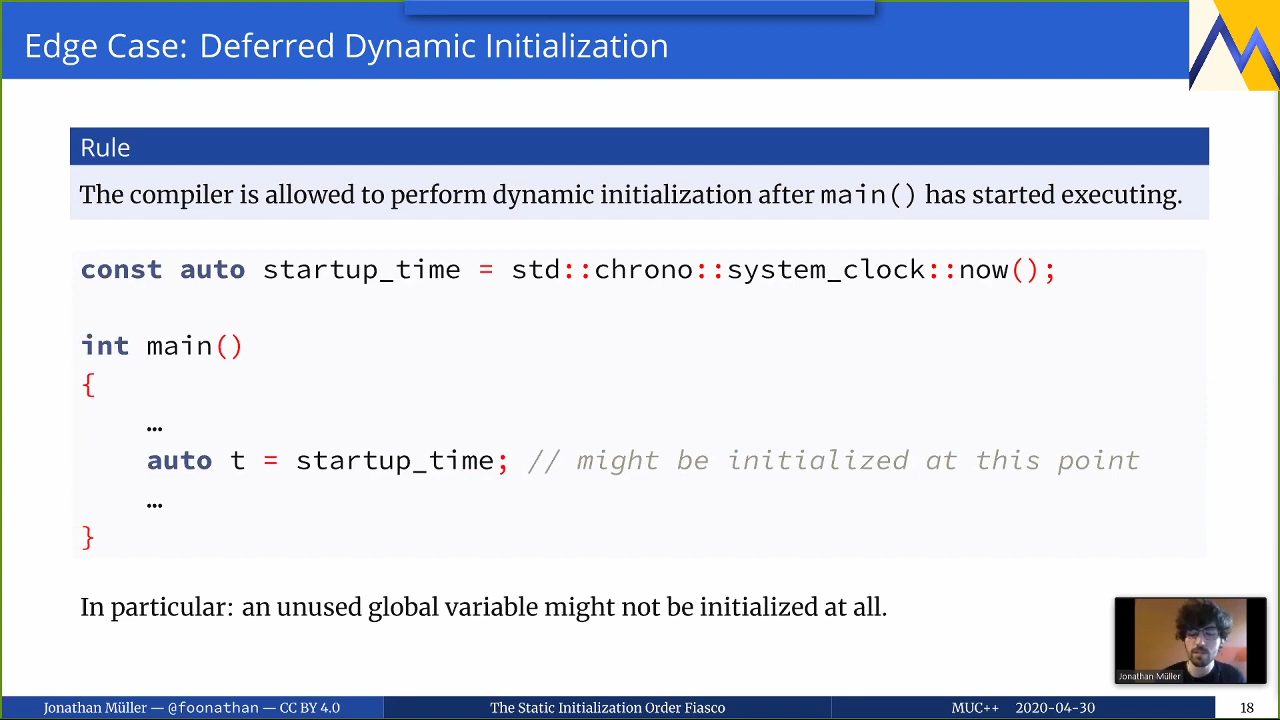 Edge Case: Deferred Dynamic Initialization
Rule
The compiler is allowed to perform dynamic initialization after main() has started executing.
const auto startup_time = std::chrono::system_clock::now();
int main()
{
…
auto t = startup_time; // might be initialized at this point
…
}
In particular: an unused global variable might not be initialized at all.
Jonathan Müller
Jonathan Müller — @foonathan — CC BY 4.0
The Static Initialization Order Fiasco
MUC++ 2020-04-30
18